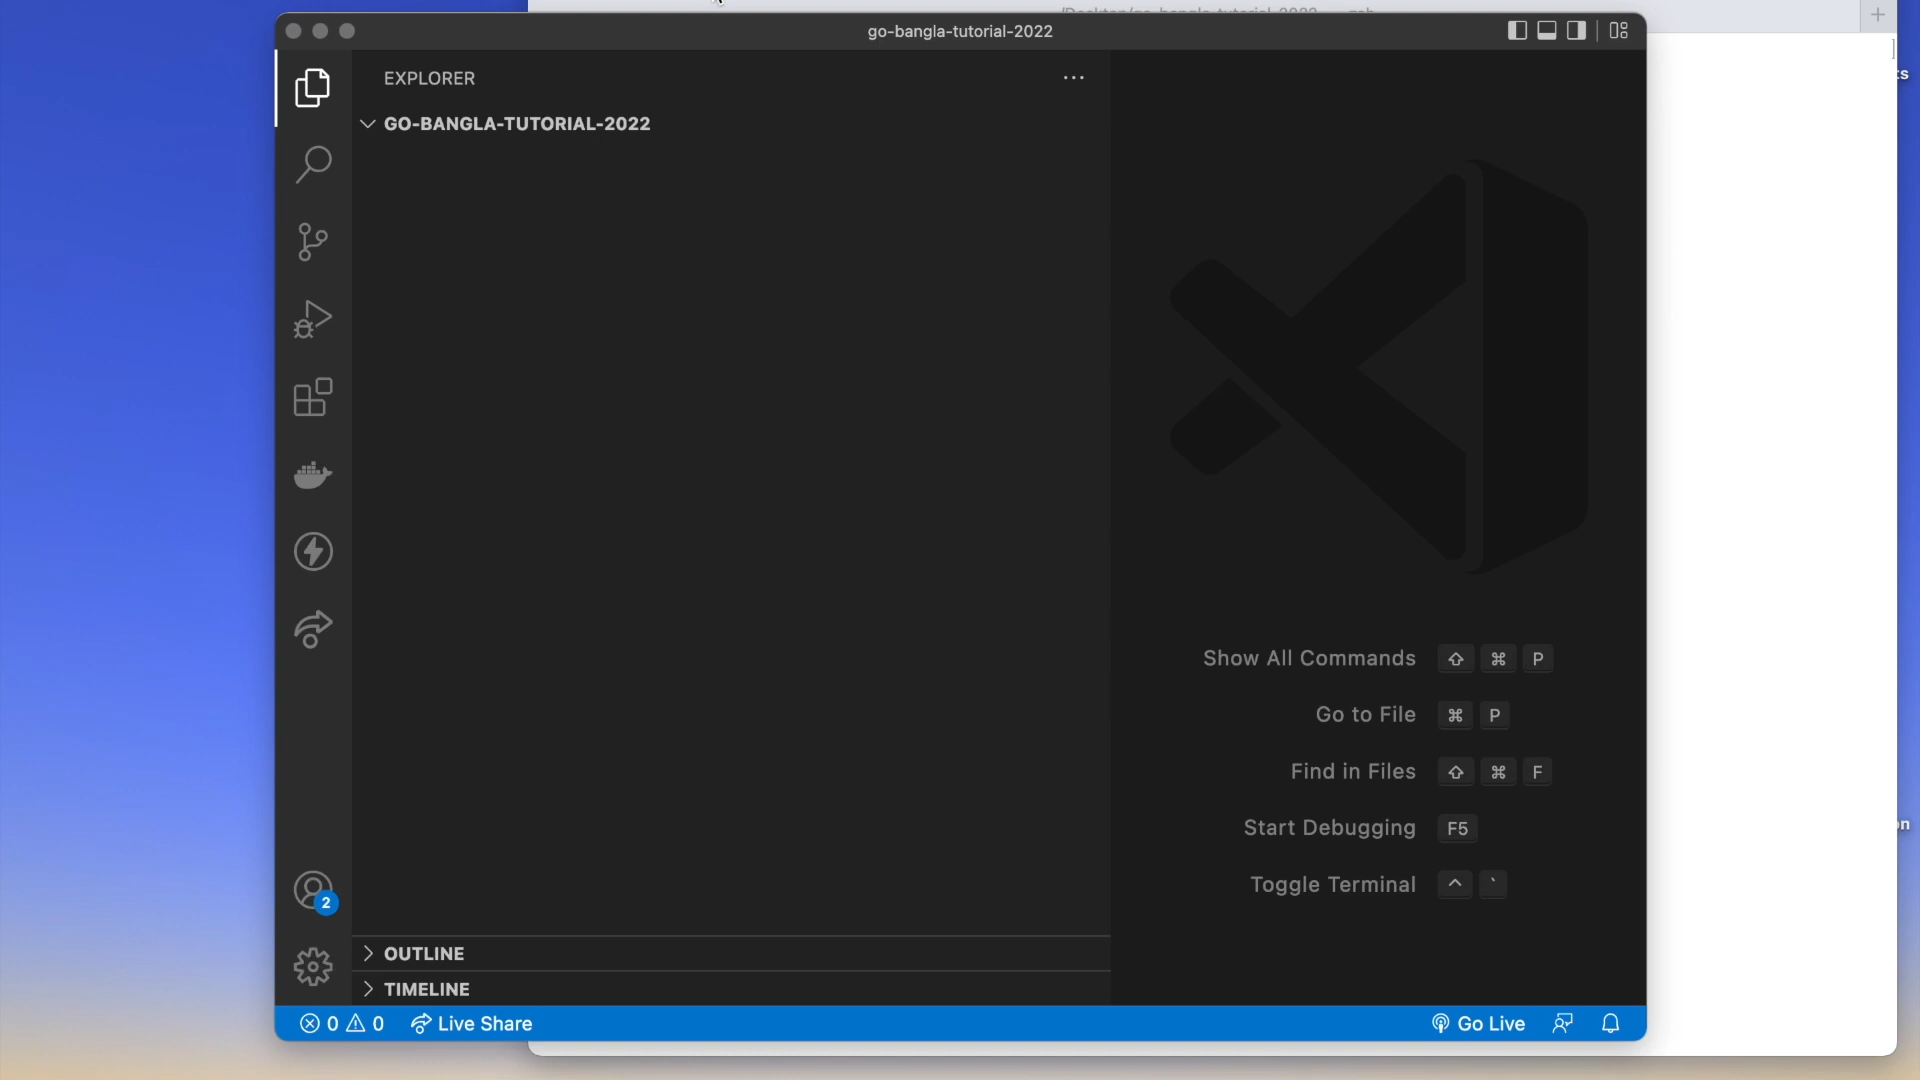 go-bangla-tutorial-2022
EXPLORER
GO-BANGLA-TUTORIAL-2022
Show All Commands ⇧ ⌘ P
Go to File ⌘ P
Find in Files ⇧ ⌘ F
Start Debugging F5
Toggle Terminal ^ `
2
OUTLINE
TIMELINE
0 0 Live Share
Go Live